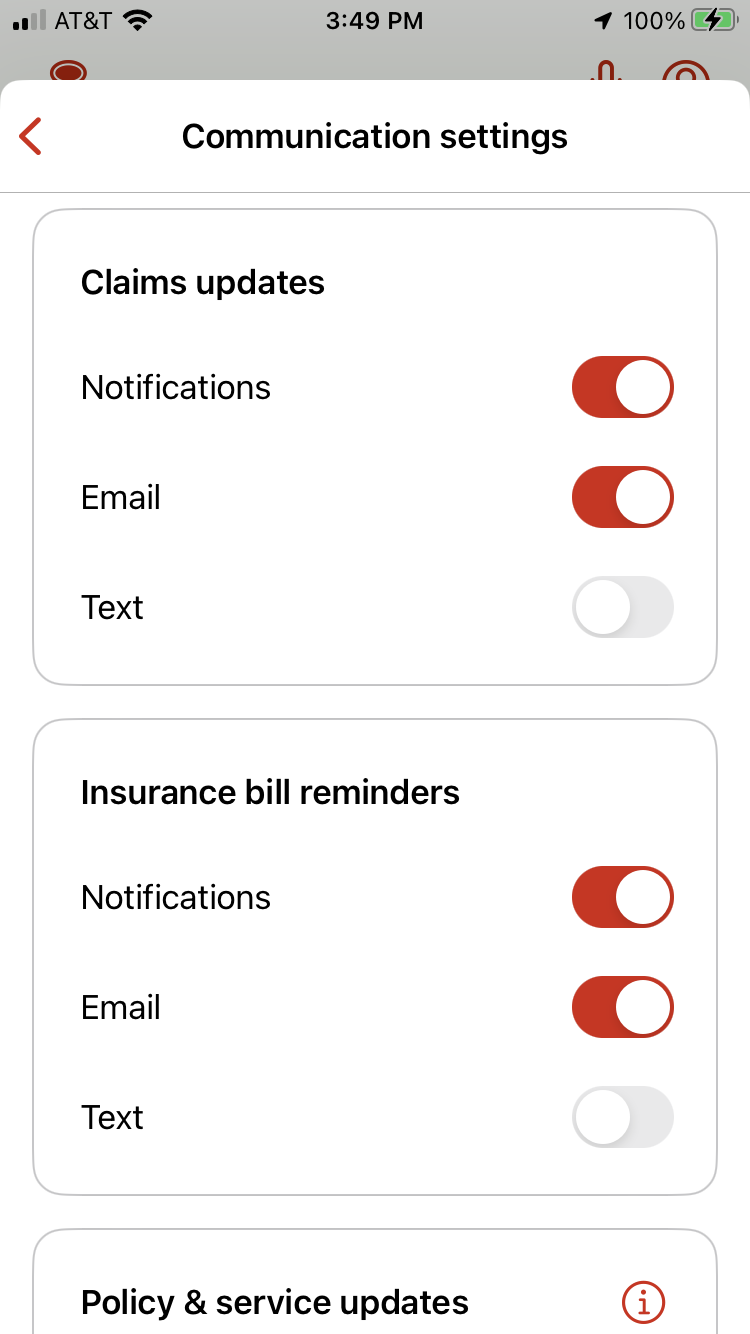 AT&T 3:49 PM 100%
Communication settings
Claims updates
Notifications
Email
Text
Insurance bill reminders
Notifications
Email
Text
Policy & service updates